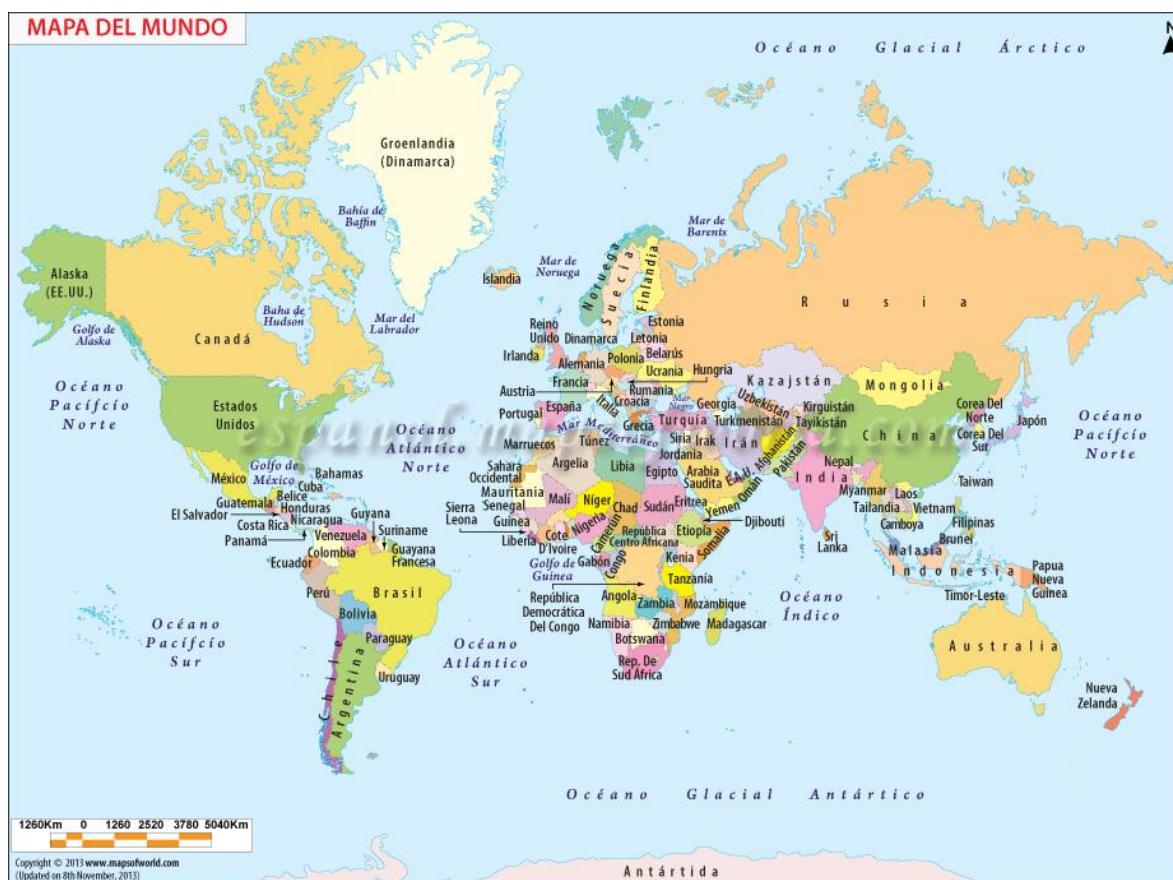 MAPA DEL MUNDO
N
Océano Glacial Árctico
Groenlandia
(Dinamarca)
Bahía de
Baffin
Mar de
Barents
Alaska
(EE.UU.)
Islandia
Mar de
Noruega
Noruega
Suecia
Finlandia
Rusia
Golfo de
Alaska
Canadá
Baha de
Hudson
Mar del
Labrador
Reino
Unido
Dinamarca
Estonia
Letonia
Belarús
Irlanda
Alemania
Polonia
Ucrania
Hungria
Austria
Francia
Rumania
Kazajstán
Mongolia
Océano
Pacífcío
Norte
Estados
Unidos
Océano
Atlántico
Norte
Portugal
España
Italia
Croacia
Mar
Negro
Georgia
Uzbekistán
Kirguistán
Corea Del
Norte
Japón
Océano
Pacífcío
Norte
Grecia
Turquía
Turkmenistán
Tayikistán
China
Corea Del
Sur
Mar Mediterráneo
Marruecos
Túnez
Siria
Irak
Irán
Afghanistán
Jordania
Pakistán
Golfo de
México
Bahamas
México
Cuba
Sahara
Occidental
Argelia
Libia
Egipto
Arabia
Saudita
E.A.U.
Omán
Nepal
India
Taiwan
Guatemala
Belice
Honduras
Mauritania
Senegal
Malí
Níger
Chad
Sudán
Eritrea
Yemen
Myanmar
Laos
El Salvador
Nicaragua
Guyana
Sierra
Leona
Guinea
Nigeria
Djibouti
Tailandia
Vietnam
Costa Rica
Panamá
Venezuela
Suriname
Liberia
Cote
D'Ivoire
Camerún
República
Centro Africana
Etiopía
Somalia
Camboya
Filipinas
Colombia
Guayana
Francesa
Golfo de
Guinea
Gabón
Congo
Kenia
Sri
Lanka
Malasia
Brunei
Ecuador
Perú
Brasil
República
Democrática
Del Congo
Tanzanía
Indonesia
Papua
Nueva
Guinea
Timor-Leste
Bolivia
Angola
Zambia
Mozambique
Océano
Índico
Océano
Pacífcío
Sur
Paraguay
Océano
Atlántico
Sur
Namibia
Zimbabwe
Madagascar
Botswana
Australia
Chile
Argentina
Uruguay
Rep. De
Sud Africa
Nueva
Zelanda
Océano Glacial Antártico
1260Km 0 1260 2520 3780 5040Km
Copyright © 2013 www.mapsofworld.com
(Updated on 8th November, 2013)
Antártida